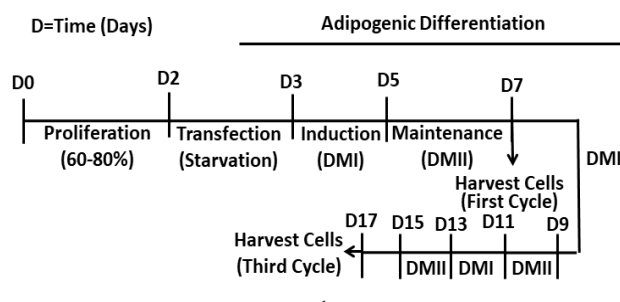 D=Time (Days)
Adipogenic Differentiation
D0
D2
D3
D5
D7
Proliferation
(60-80%)
Transfection
(Starvation)
Induction
(DMI)
Maintenance
(DMII)
DMI
Harvest Cells
(First Cycle)
D17
D15
D13
D11
D9
Harvest Cells
(Third Cycle)
DMII
DMI
DMII